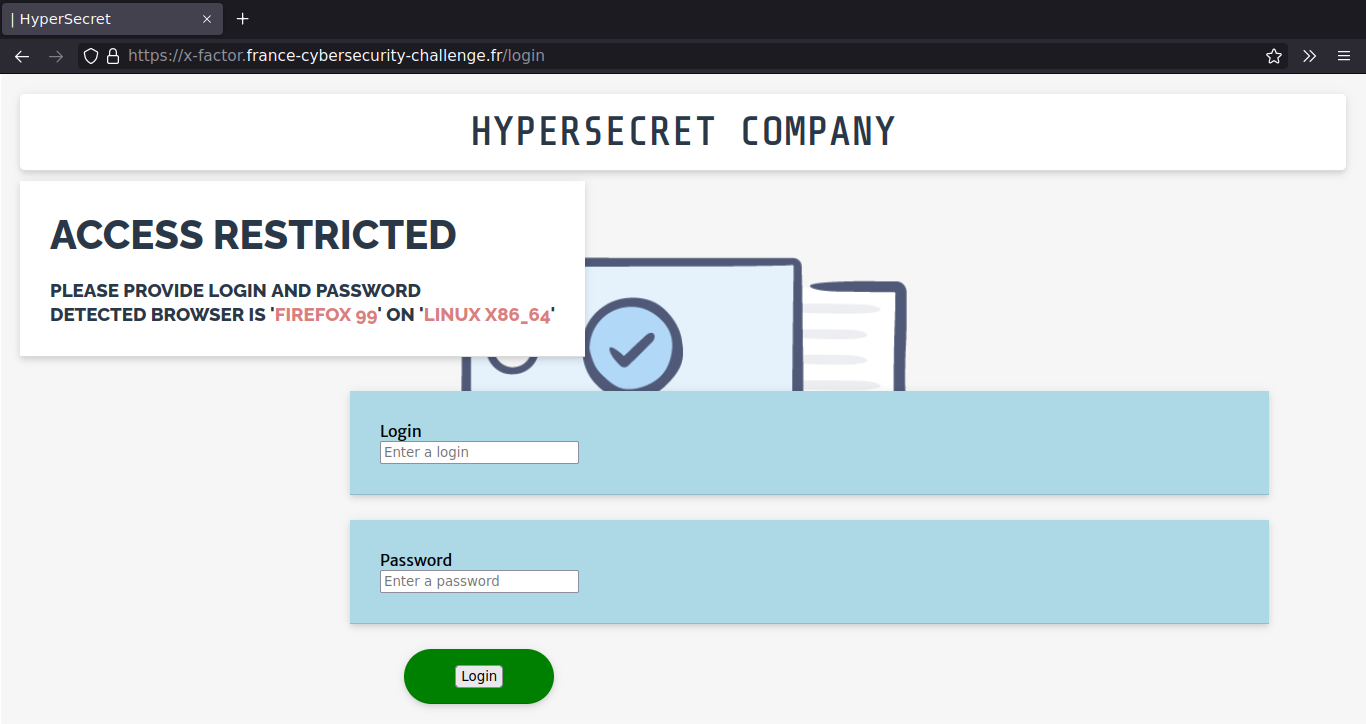 | HyperSecret
https://x-factor.france-cybersecurity-challenge.fr/login
HYPERSECRET COMPANY
ACCESS RESTRICTED
PLEASE PROVIDE LOGIN AND PASSWORD
DETECTED BROWSER IS 'FIREFOX 99' ON 'LINUX X86_64'
Login
Enter a login
Password
Enter a password
Login